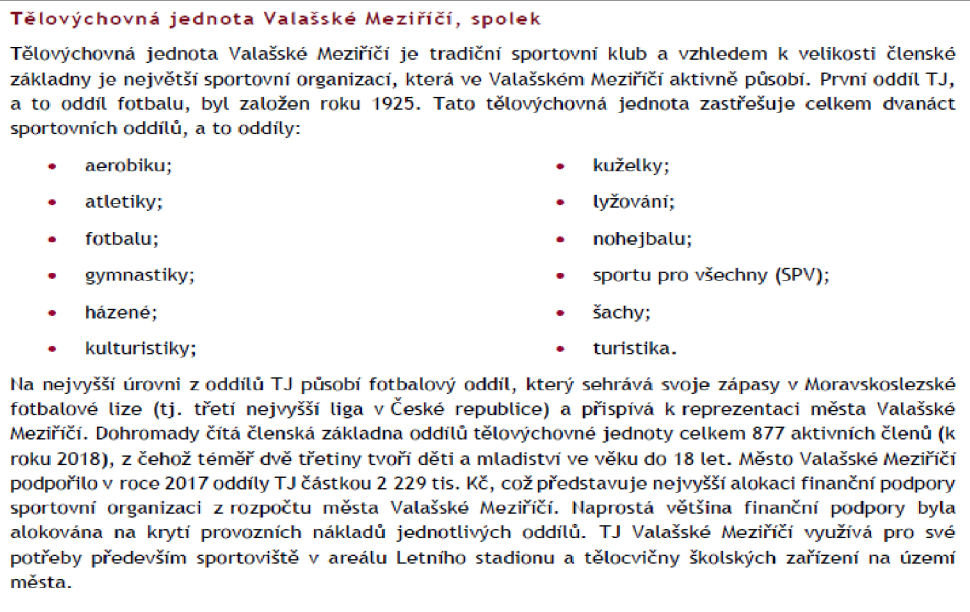 Tělovýchovná jednota Valašské Meziříčí, spolek
Tělovýchovná jednota Valašské Meziříčí je tradiční sportovní klub a vzhledem k velikosti členské
základny je největší sportovní organizací, která ve Valašském Meziříčí aktivně působí. První oddíl TJ,
a to oddíl fotbalu, byl založen roku 1925. Tato tělovýchovná jednota zastřešuje celkem dvanáct
sportovních oddílů, a to oddíly:
• aerobiku;
• atletiky;
• fotbalu;
• gymnastiky;
• házené;
• kulturistiky;
• kuželky;
• lyžování;
• nohejbalu;
• sportu pro všechny (SPV);
• šachy;
• turistika.
Na nejvyšší úrovni z oddílů TJ působí fotbalový oddíl, který sehrává svoje zápasy v Moravskoslezské
fotbalové lize (tj. třetí nejvyšší liga v České republice) a přispívá k reprezentaci města Valašské
Meziříčí. Dohromady čítá členská základna oddílů tělovýchovné jednoty celkem 877 aktivních členů (k
roku 2018), z čehož téměř dvě třetiny tvoří děti a mladiství ve věku do 18 let. Město Valašské Meziříčí
podpořilo v roce 2017 oddíly TJ částkou 2 229 tis. Kč, což představuje nejvyšší alokaci finanční podpory
sportovní organizaci z rozpočtu města Valašské Meziříčí. Naprostá většina finanční podpory byla
alokována na krytí provozních nákladů jednotlivých oddílů. TJ Valašské Meziříčí využívá pro své
potřeby především sportoviště v areálu Letního stadionu a tělocvičny školských zařízení na území
města.